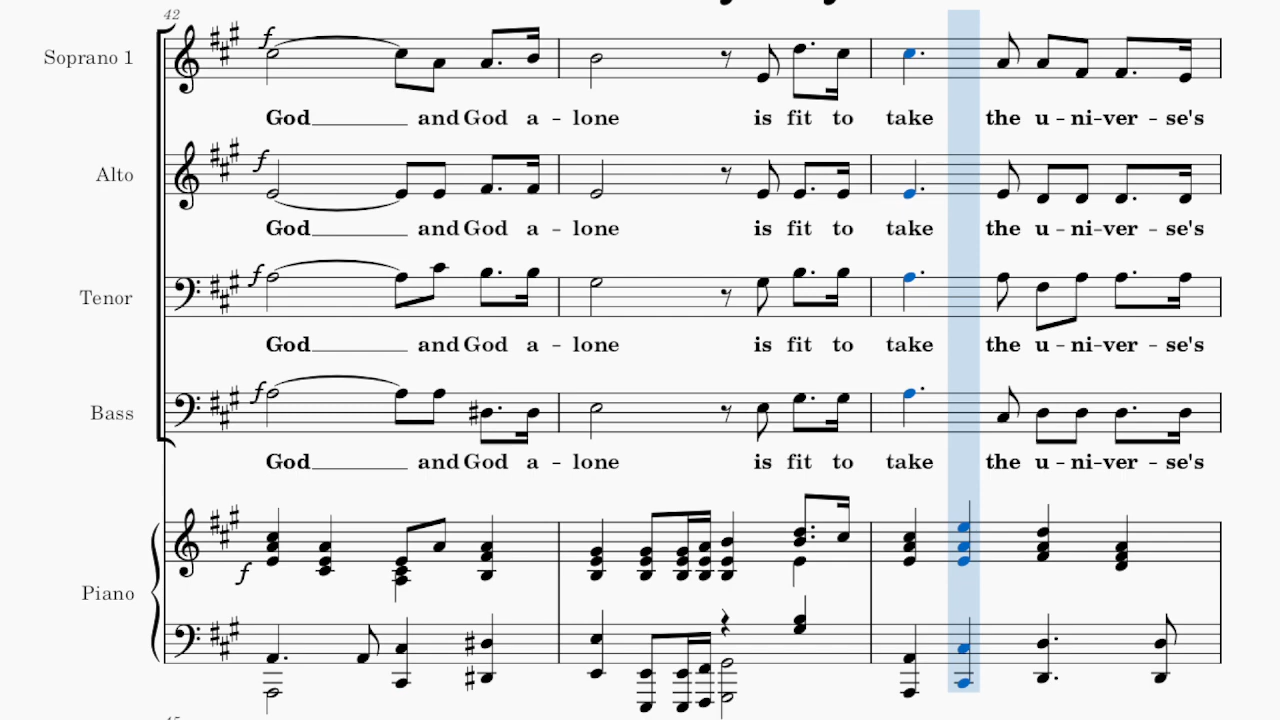 42
f
Soprano 1
God and God a - lone is fit to take the u - ni - ver - se's
f
Alto
God and God a - lone is fit to take the u - ni - ver - se's
f
Tenor
God and God a - lone is fit to take the u - ni - ver - se's
f
Bass
God and God a - lone is fit to take the u - ni - ver - se's
f
Piano